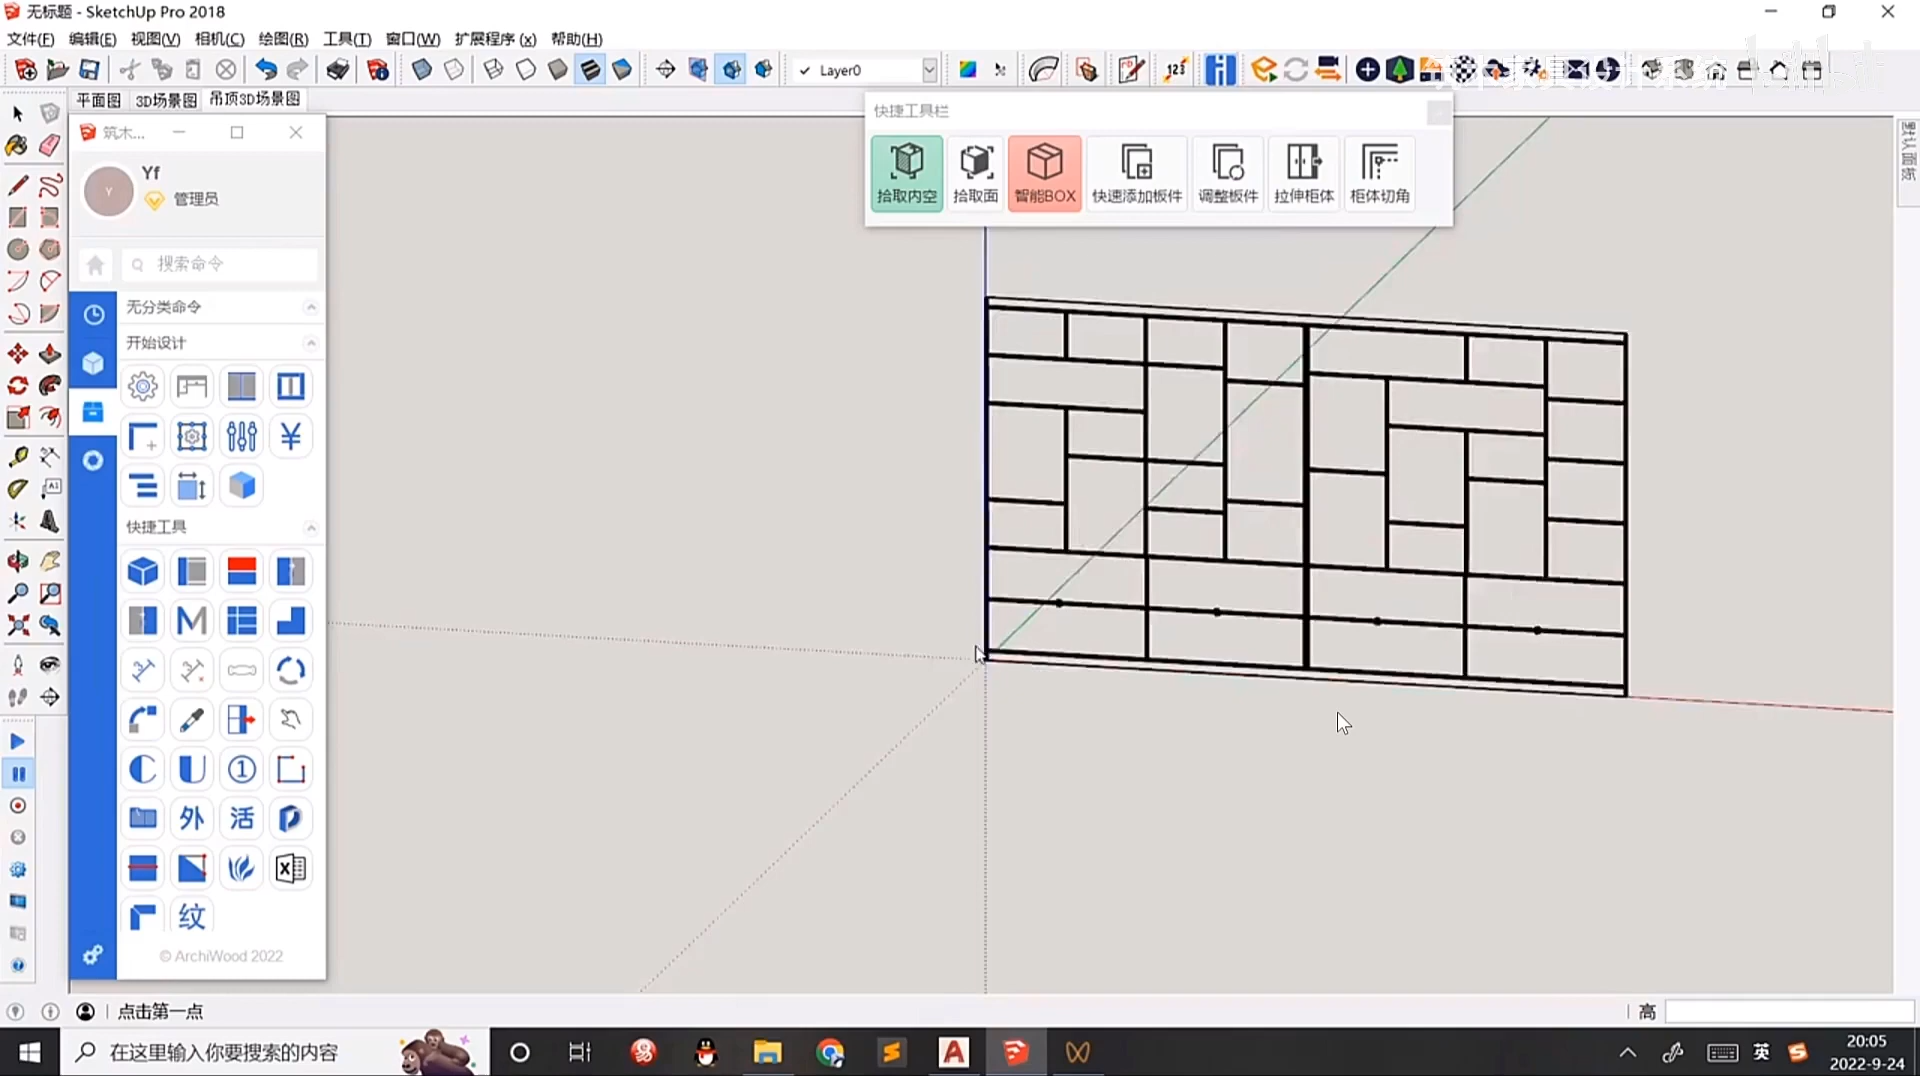 无标题 - SketchUp Pro 2018
文件(F) 编辑(E) 视图(V) 相机(C) 绘图(R) 工具(T) 窗口(W) 扩展程序 (x) 帮助(H)
Layer0
平面图 3D场景图 吊顶3D场景图
快捷工具栏
拾取内空 拾取面 智能BOX 快速添加板件 调整板件 拉伸柜体 柜体切角
默认面板
筑木...
Y
Yf
管理员
搜索命令
无分类命令
开始设计
快捷工具
外 活
纹
© ArchiWood 2022
点击第一点
高
在这里输入你要搜索的内容
英
20:05
2022-9-24